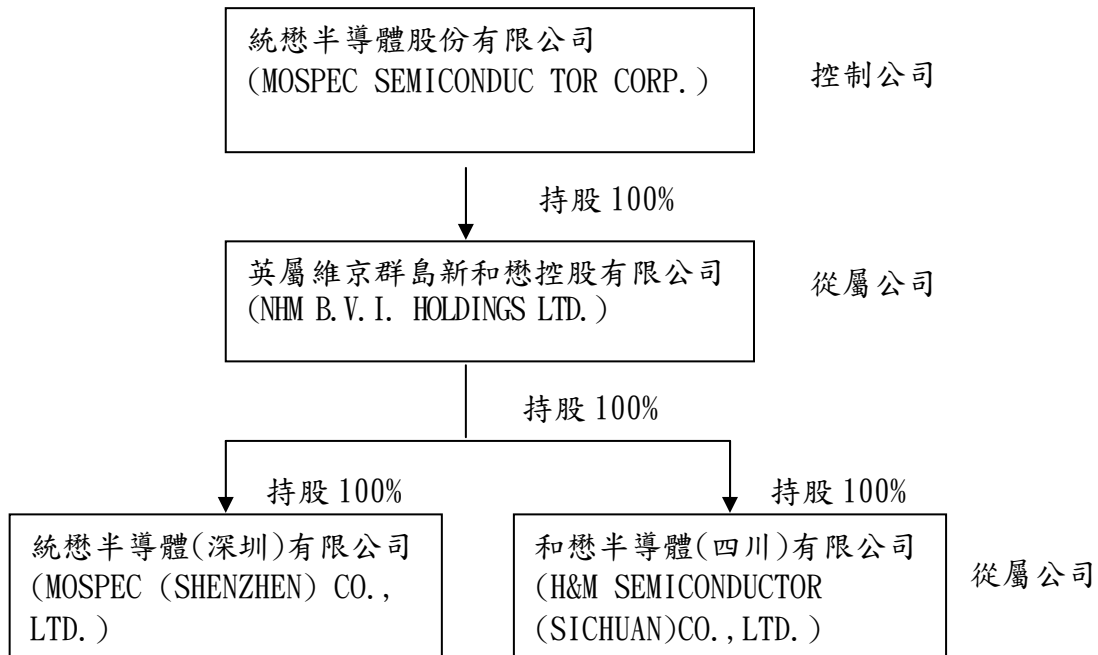 統懋半導體股份有限公司
(MOSPEC SEMICONDUC TOR CORP.)
控制公司
持股 100%
英屬維京群島新和懋控股有限公司
(NHM B.V.I. HOLDINGS LTD.)
從屬公司
持股 100%
持股 100%
持股 100%
統懋半導體(深圳)有限公司
(MOSPEC (SHENZHEN) CO.,
LTD.)
和懋半導體(四川)有限公司
(H&M SEMICONDUCTOR
(SICHUAN)CO.,LTD.)
從屬公司